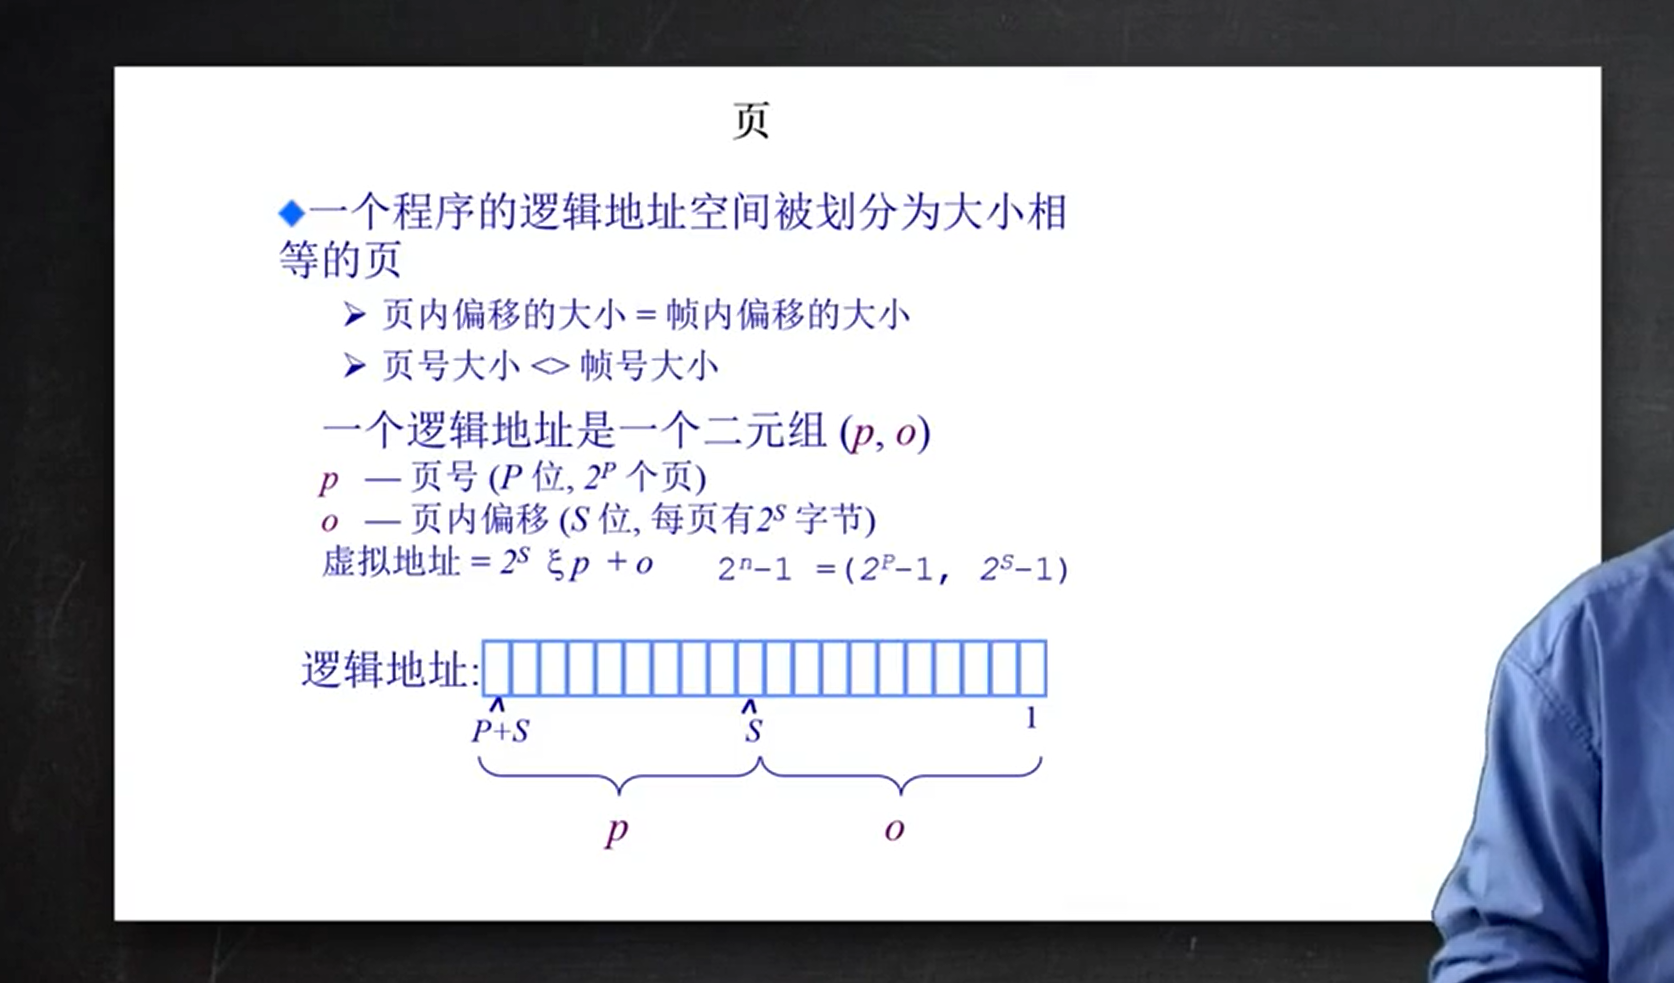 页
◆一个程序的逻辑地址空间被划分为大小相
等的页
➢ 页内偏移的大小 = 帧内偏移的大小
➢ 页号大小 <> 帧号大小
一个逻辑地址是一个二元组 (p, o)
p — 页号 (P 位, 2^P 个页)
o — 页内偏移 (S 位, 每页有2^S 字节)
虚拟地址 = 2^S ξ p + o 2^n-1 =(2^P-1, 2^S-1)
逻辑地址:
P+S S 1
p o